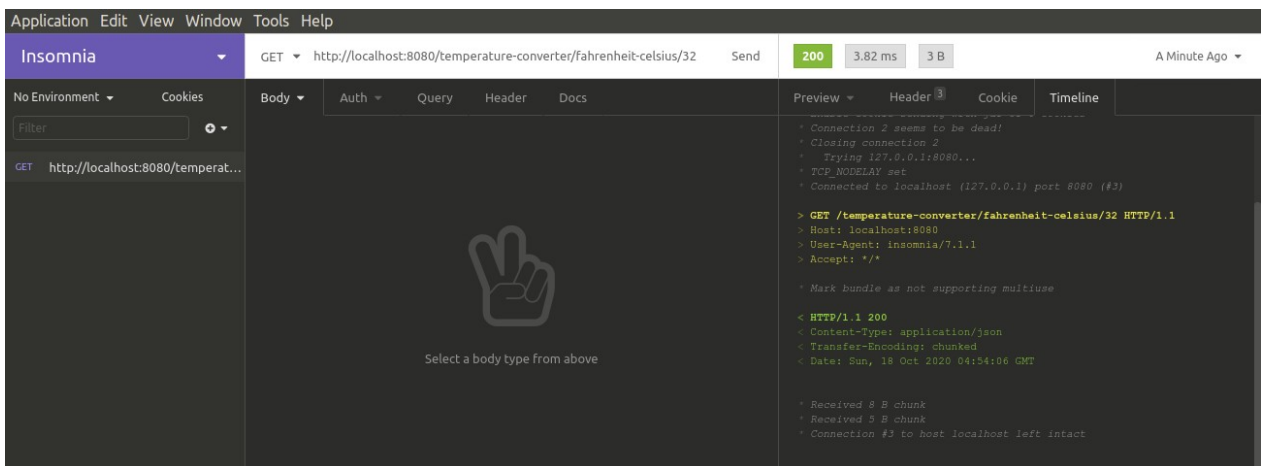 Application Edit View Window Tools Help
Insomnia
GET http://localhost:8080/temperature-converter/fahrenheit-celsius/32 Send
200 3.82 ms 3 B A Minute Ago
No Environment Cookies
Body Auth Query Header Docs
Preview Header 3 Cookie Timeline
Filter
GET http://localhost:8080/temperat...
* Connection 2 seems to be dead!
* Closing connection 2
* Trying 127.0.0.1:8080...
* TCP_NODELAY set
* Connected to localhost (127.0.0.1) port 8080 (#3)
> GET /temperature-converter/fahrenheit-celsius/32 HTTP/1.1
> Host: localhost:8080
> User-Agent: insomnia/7.1.1
> Accept: */*
* Mark bundle as not supporting multiuse
< HTTP/1.1 200
< Content-Type: application/json
< Transfer-Encoding: chunked
< Date: Sun, 18 Oct 2020 04:54:06 GMT
* Received 8 B chunk
* Received 5 B chunk
* Connection #3 to host localhost left intact
Select a body type from above